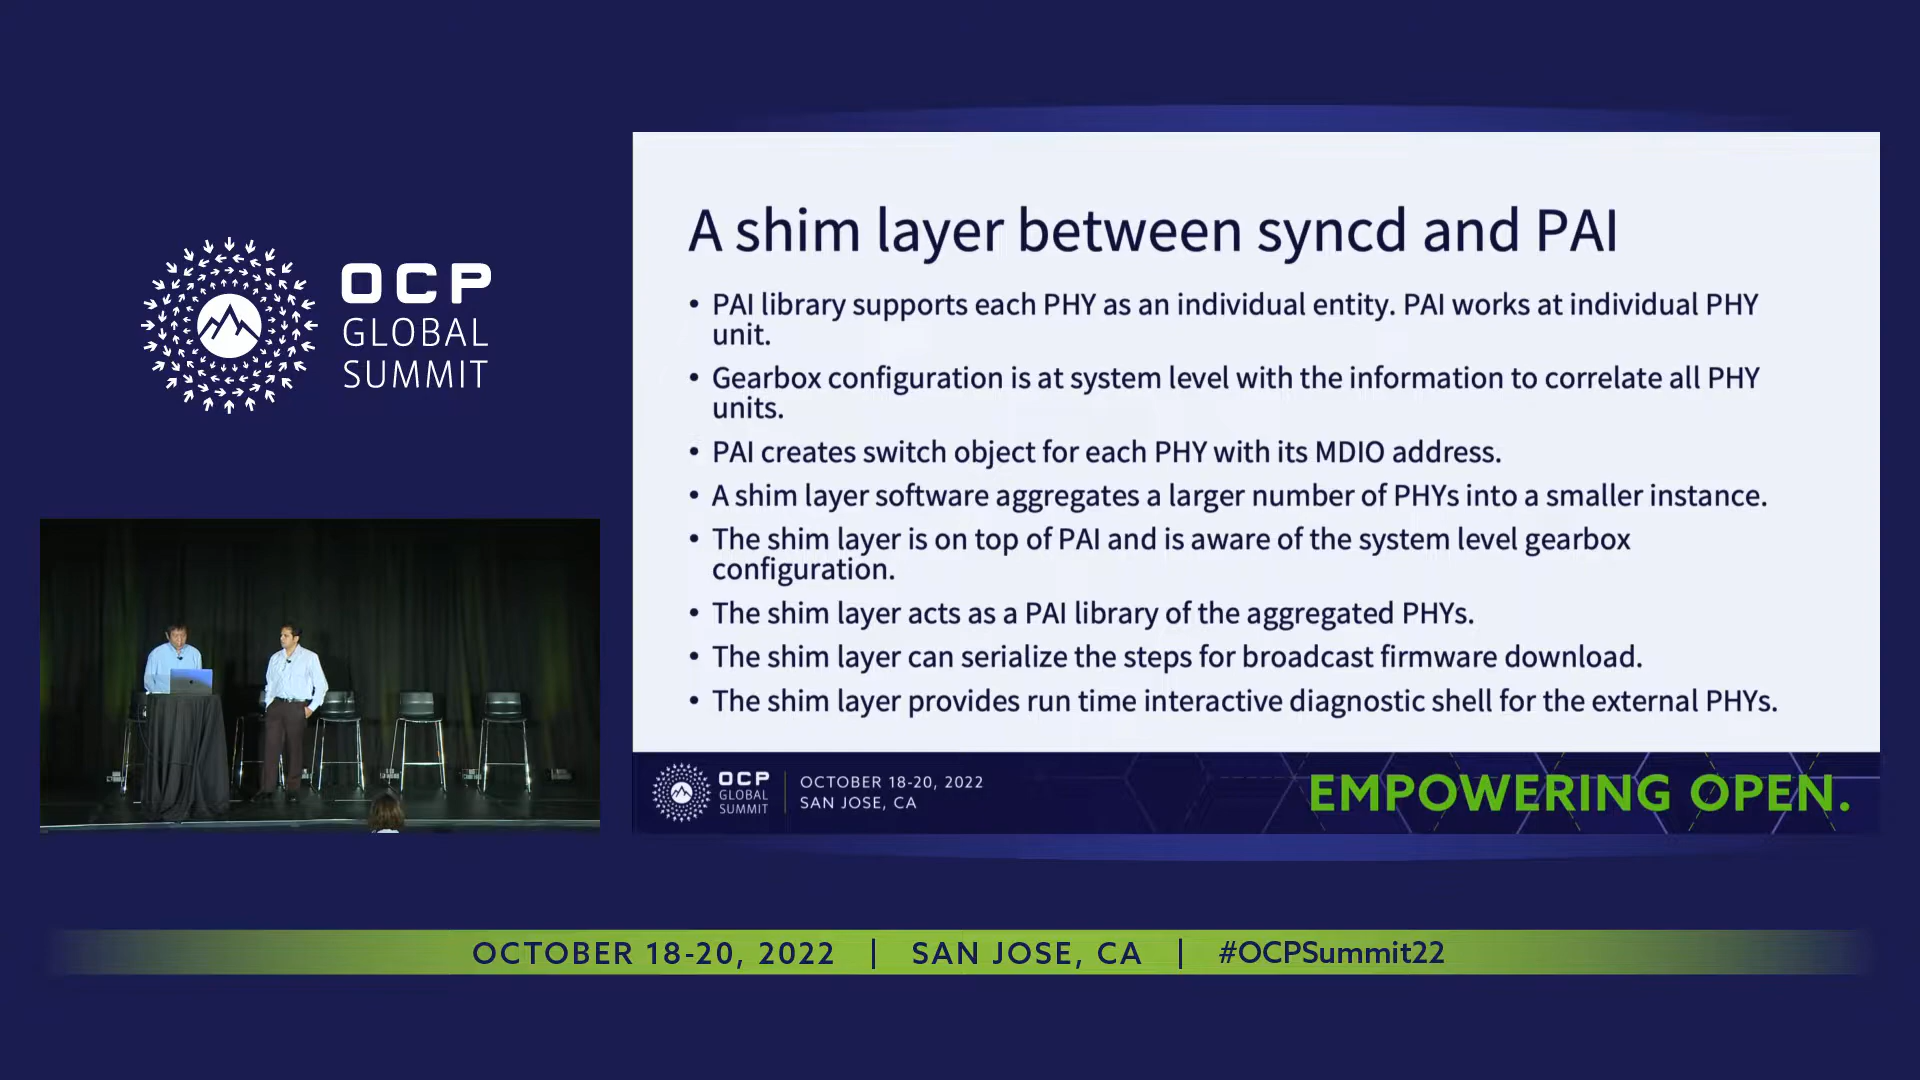 OCP
GLOBAL
SUMMIT
A shim layer between syncd and PAI
• PAI library supports each PHY as an individual entity. PAI works at individual PHY
unit.
• Gearbox configuration is at system level with the information to correlate all PHY
units.
• PAI creates switch object for each PHY with its MDIO address.
• A shim layer software aggregates a larger number of PHYs into a smaller instance.
• The shim layer is on top of PAI and is aware of the system level gearbox
configuration.
• The shim layer acts as a PAI library of the aggregated PHYs.
• The shim layer can serialize the steps for broadcast firmware download.
• The shim layer provides run time interactive diagnostic shell for the external PHYs.
OCP
GLOBAL
SUMMIT
OCTOBER 18-20, 2022
SAN JOSE, CA
EMPOWERING OPEN.
OCTOBER 18-20, 2022 | SAN JOSE, CA | #OCPSummit22